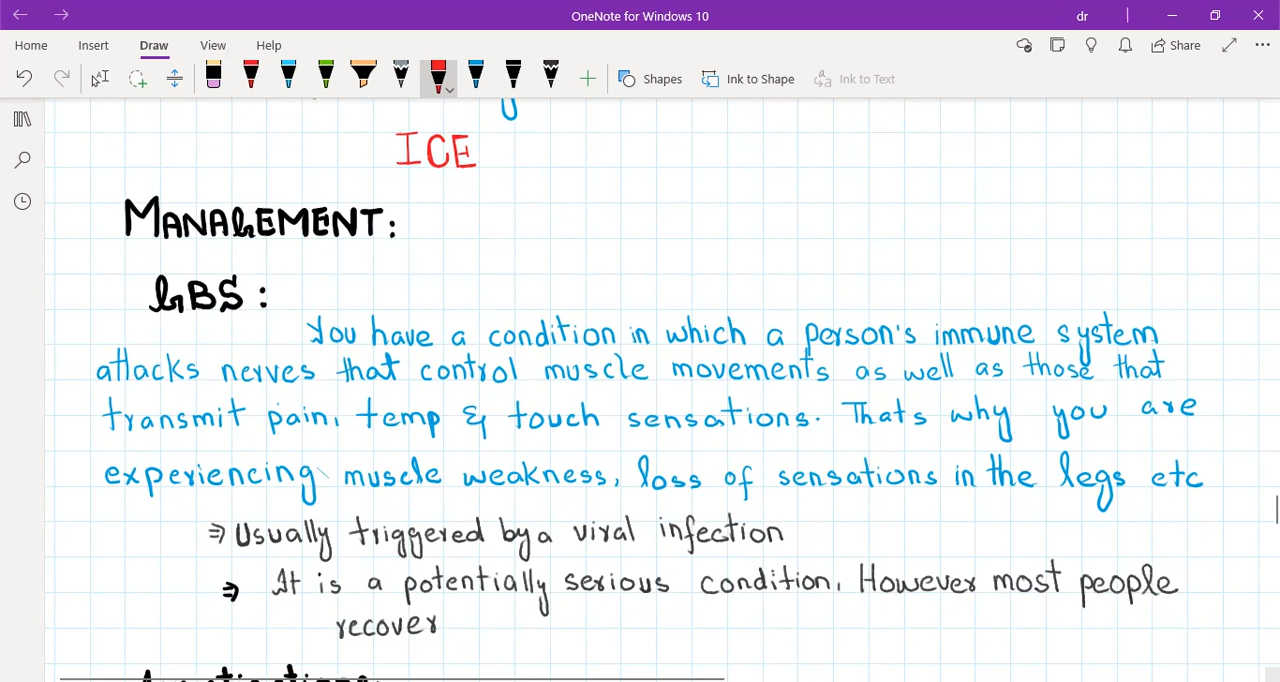 OneNote for Windows 10
dr
Home Insert Draw View Help
Share
Shapes Ink to Shape Ink to Text
ICE
MANAGEMENT:
GBS:
You have a condition in which a person's immune system
attacks nerves that control muscle movements as well as those that
transmit pain, temp & touch sensations. Thats why you are
experiencing muscle weakness, loss of sensations in the legs etc
⇒ Usually triggered by a viral infection
⇒ It is a potentially serious condition. However most people
recover